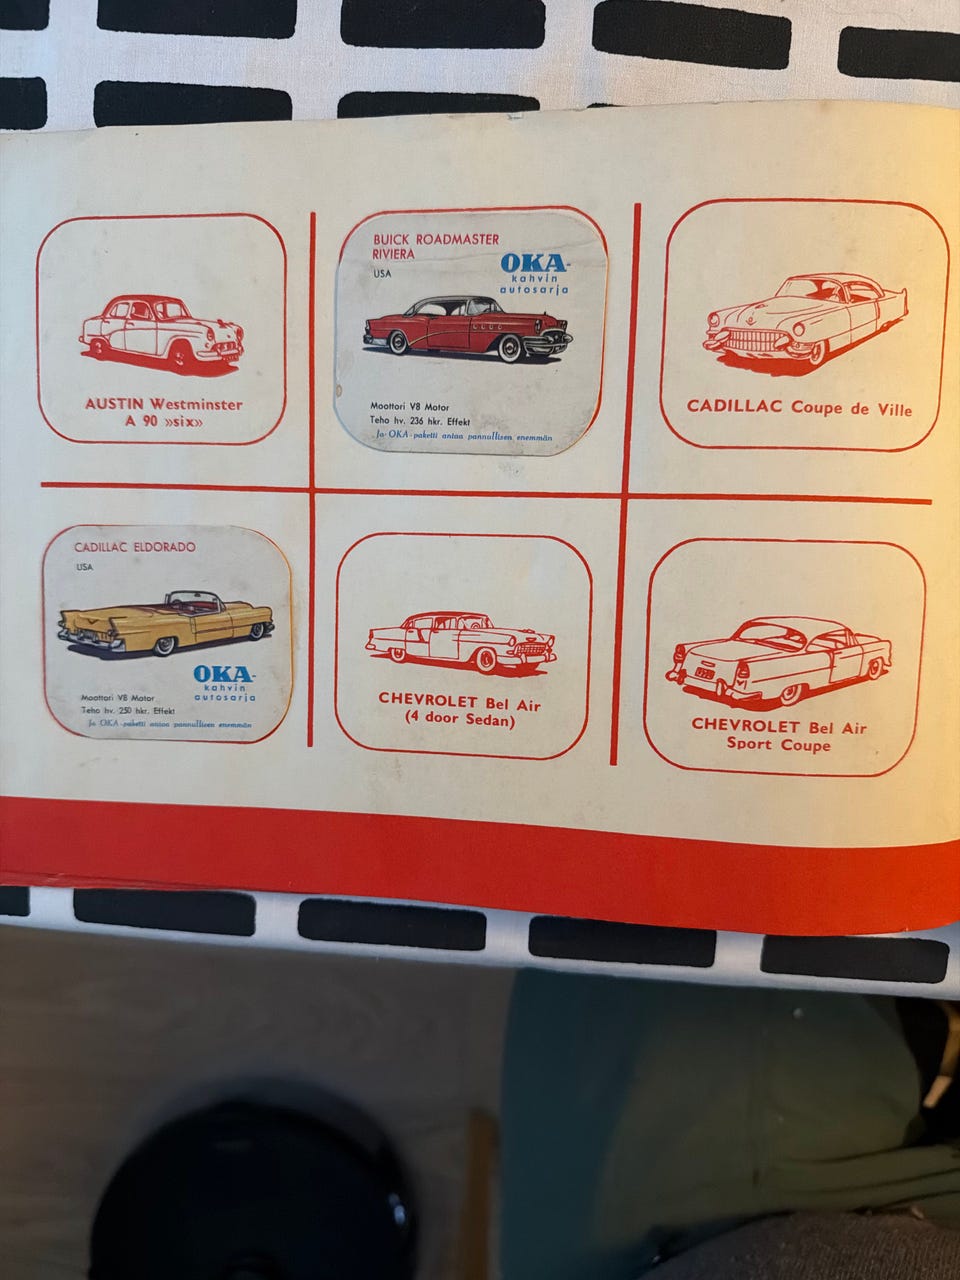 AUSTIN Westminster
A 90 »six»
BUICK ROADMASTER
RIVIERA
USA
OKA-
kahvin
autosarja
Moottori V8 Motor
Teho hv. 236 hkr. Effekt
Ja OKA-paketti antaa pannullisen enemmän
CADILLAC Coupe de Ville
CADILLAC ELDORADO
USA
OKA-
kahvin
autosarja
Moottori V8 Motor
Teho hv. 250 hkr. Effekt
Ja OKA-paketti antaa pannullisen enemmän
CHEVROLET Bel Air
(4 door Sedan)
CHEVROLET Bel Air
Sport Coupe